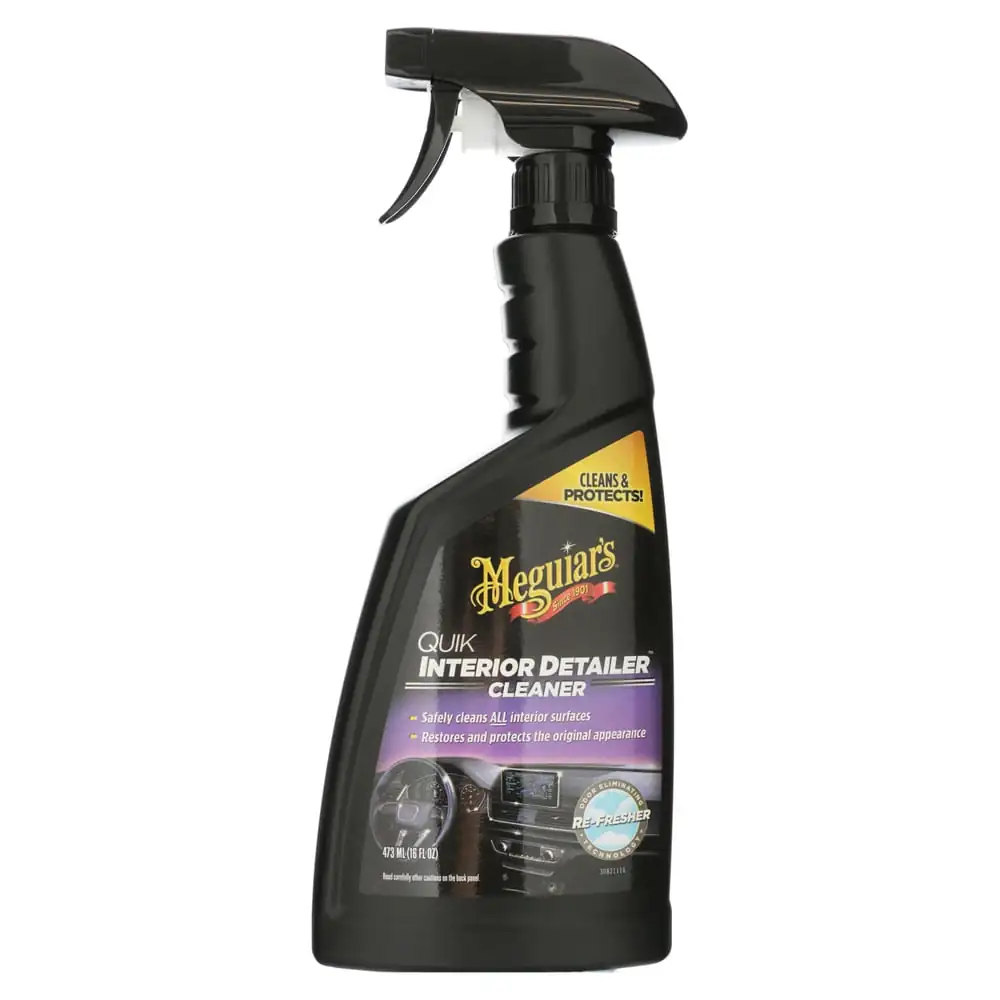 CLEANS &
PROTECTS!
Meguiar's
Since 1901
QUIK
INTERIOR DETAILER™
CLEANER
Safely cleans ALL interior surfaces
Restores and protects the original appearance
ODOR ELIMINATING
RE-FRESHER
TECHNOLOGY
473 ML (16 FL OZ)
Read carefully other cautions on the back panel.